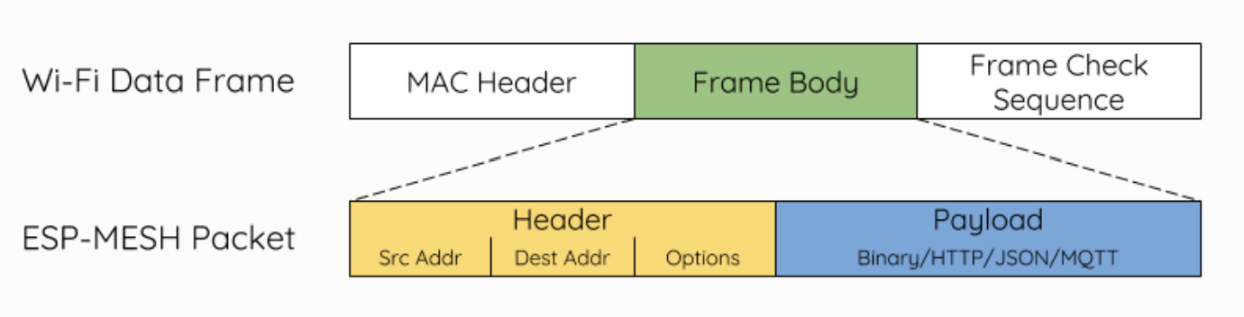 Wi-Fi Data Frame
MAC Header
Frame Body
Frame Check
Sequence
ESP-MESH Packet
Header
Src Addr
Dest Addr
Options
Payload
Binary/HTTP/JSON/MQTT